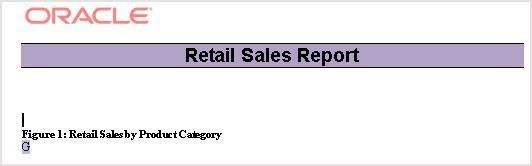 ORACLE
Retail Sales Report
Figure 1: Retail Sales by Product Category
G